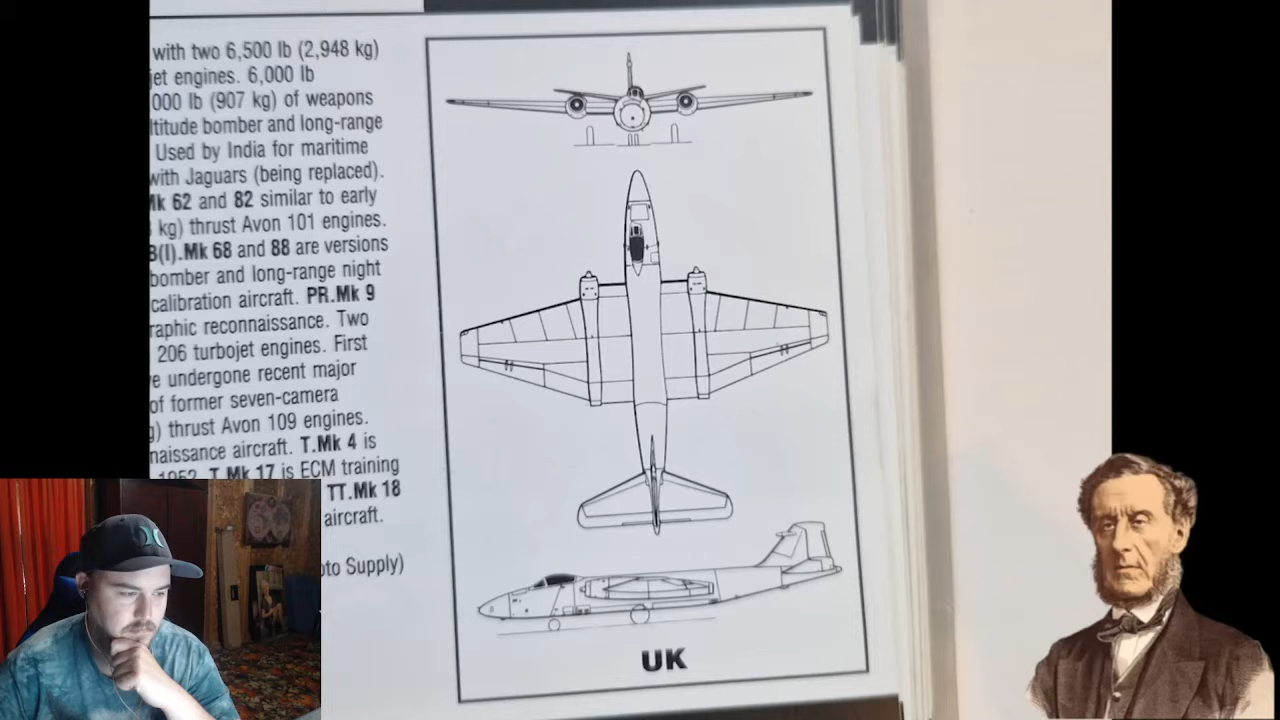 with two 6,500 lb (2,948 kg)
jet engines. 6,000 lb
000 lb (907 kg) of weapons
ltitude bomber and long-range
Used by India for maritime
with Jaguars (being replaced).
Mk 62 and 82 similar to early
kg) thrust Avon 101 engines.
B(I).Mk 68 and 88 are versions
bomber and long-range night
calibration aircraft. PR.Mk 9
raphic reconnaissance. Two
206 turbojet engines. First
e undergone recent major
of former seven-camera
) thrust Avon 109 engines.
naissance aircraft. T.Mk 4 is
1952. T.Mk 17 is ECM training
TT.Mk 18
aircraft.
oto Supply)
UK